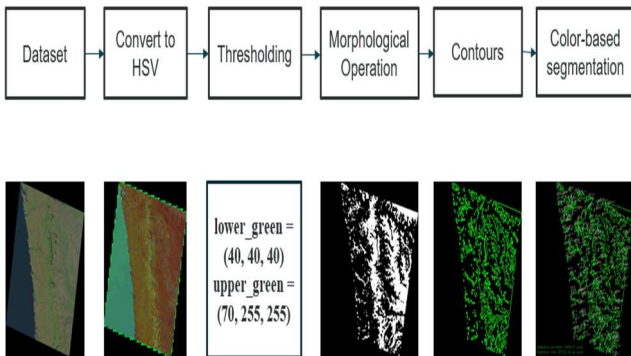 Dataset
Convert to
HSV
Thresholding
Morphological
Operation
Contours
Color-based
segmentation
lower_green =
(40, 40, 40)
upper_green =
(70, 255, 255)